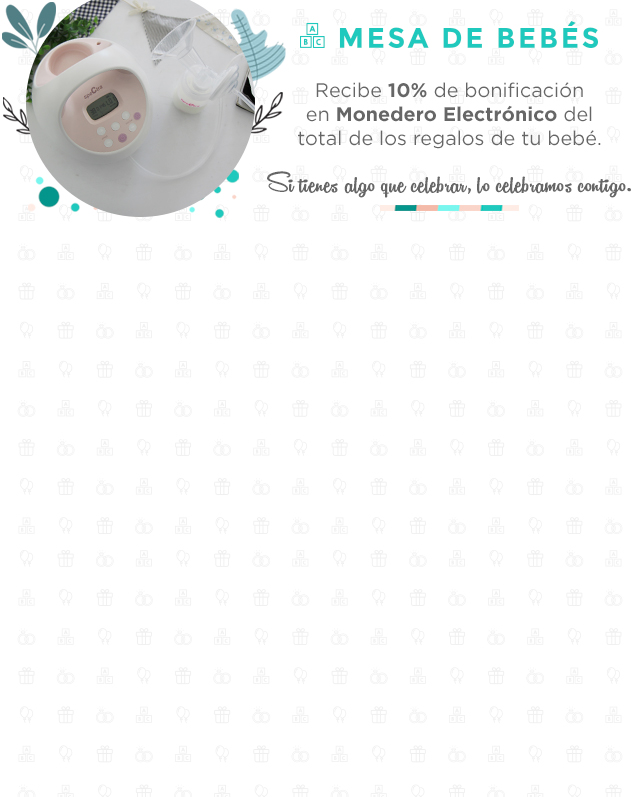 MESA DE BEBÉS
Recibe 10% de bonificación
en Monedero Electrónico del
total de los regalos de tu bebé.
Si tienes algo que celebrar, lo celebramos contigo.
A
B C